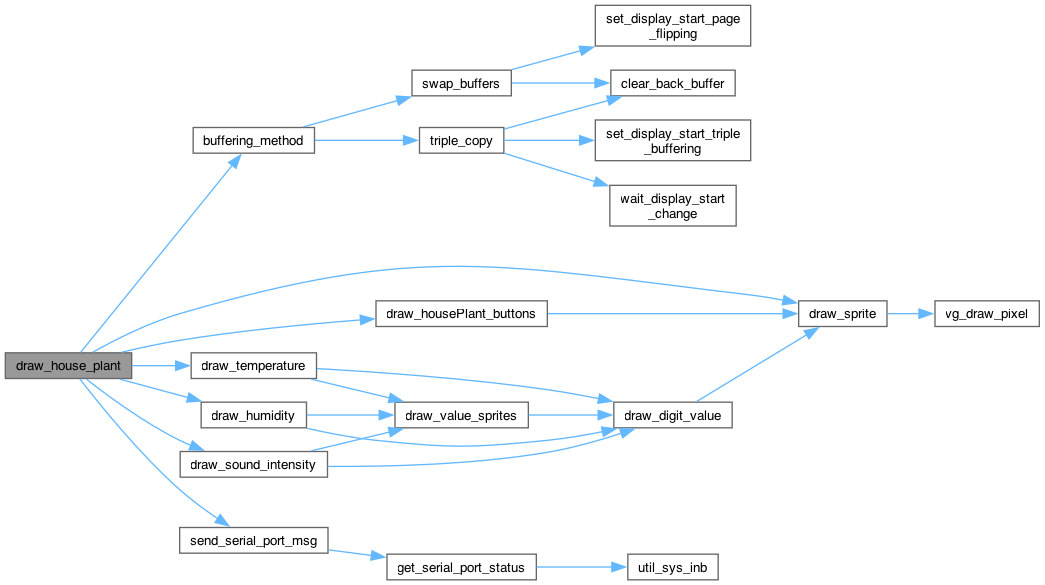 set_display_start_page
_flipping
swap_buffers
clear_back_buffer
buffering_method
triple_copy
set_display_start_triple
_buffering
wait_display_start
_change
draw_housePlant_buttons
draw_sprite
vg_draw_pixel
draw_house_plant
draw_temperature
draw_humidity
draw_value_sprites
draw_digit_value
draw_sound_intensity
send_serial_port_msg
get_serial_port_status
util_sys_inb